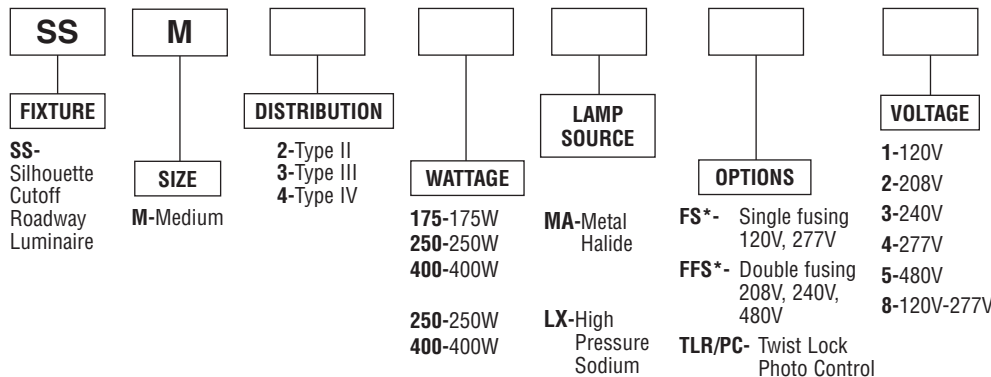 SS M
FIXTURE
SS-
Silhouette
Cutoff
Roadway
Luminaire
SIZE
M-Medium
DISTRIBUTION
2-Type II
3-Type III
4-Type IV
WATTAGE
175-175W
250-250W
400-400W
250-250W
400-400W
LAMP
SOURCE
MA-Metal
Halide
LX-High
Pressure
Sodium
OPTIONS
FS*- Single fusing
120V, 277V
FFS*- Double fusing
208V, 240V,
480V
TLR/PC- Twist Lock
Photo Control
VOLTAGE
1-120V
2-208V
3-240V
4-277V
5-480V
8-120V-277V